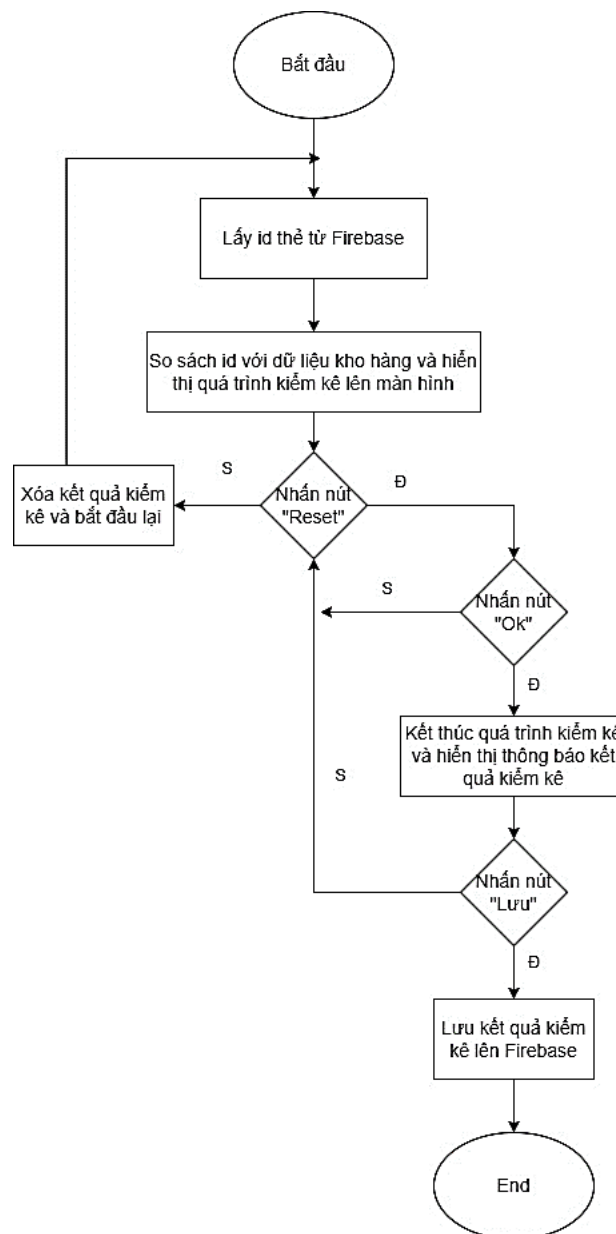 Bắt đầu
Lấy id thẻ từ Firebase
So sách id với dữ liệu kho hàng và hiển
thị quá trình kiểm kê lên màn hình
S
Xóa kết quả kiểm
kê và bắt đầu lại
Nhấn nút
"Reset"
Đ
S
Nhấn nút
"Ok"
Đ
Kết thúc quá trình kiểm kê
và hiển thị thông báo kết
quả kiểm kê
S
Nhấn nút
"Lưu"
Đ
Lưu kết quả kiểm
kê lên Firebase
End